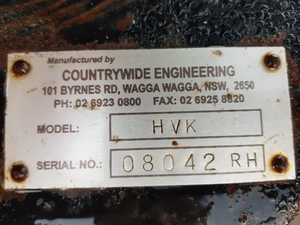 Manufactured by
COUNTRYWIDE ENGINEERING
101 BYRNES RD, WAGGA WAGGA, NSW, 2650
PH: 02 6923 0800 FAX: 02 6925 8820
MODEL: HVK
SERIAL NO.: 08042 RH